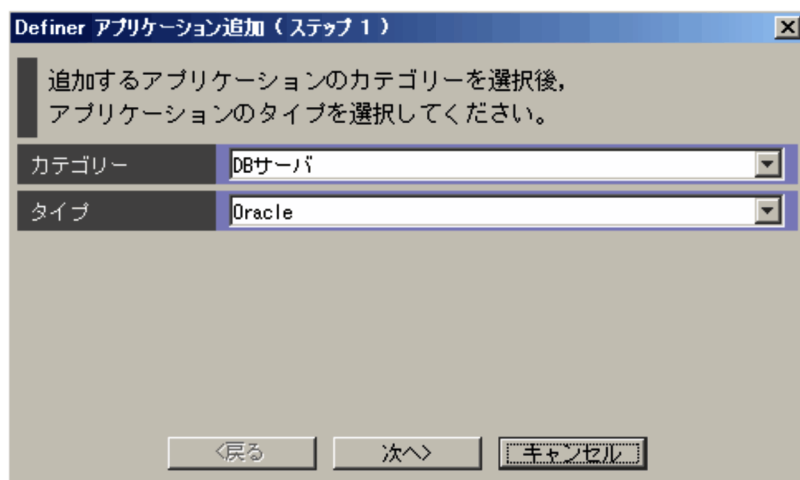 Definer アプリケーション追加（ステップ１）
追加するアプリケーションのカテゴリーを選択後,
アプリケーションのタイプを選択してください。
カテゴリー DBサーバ
タイプ Oracle
<戻る 次へ> キャンセル